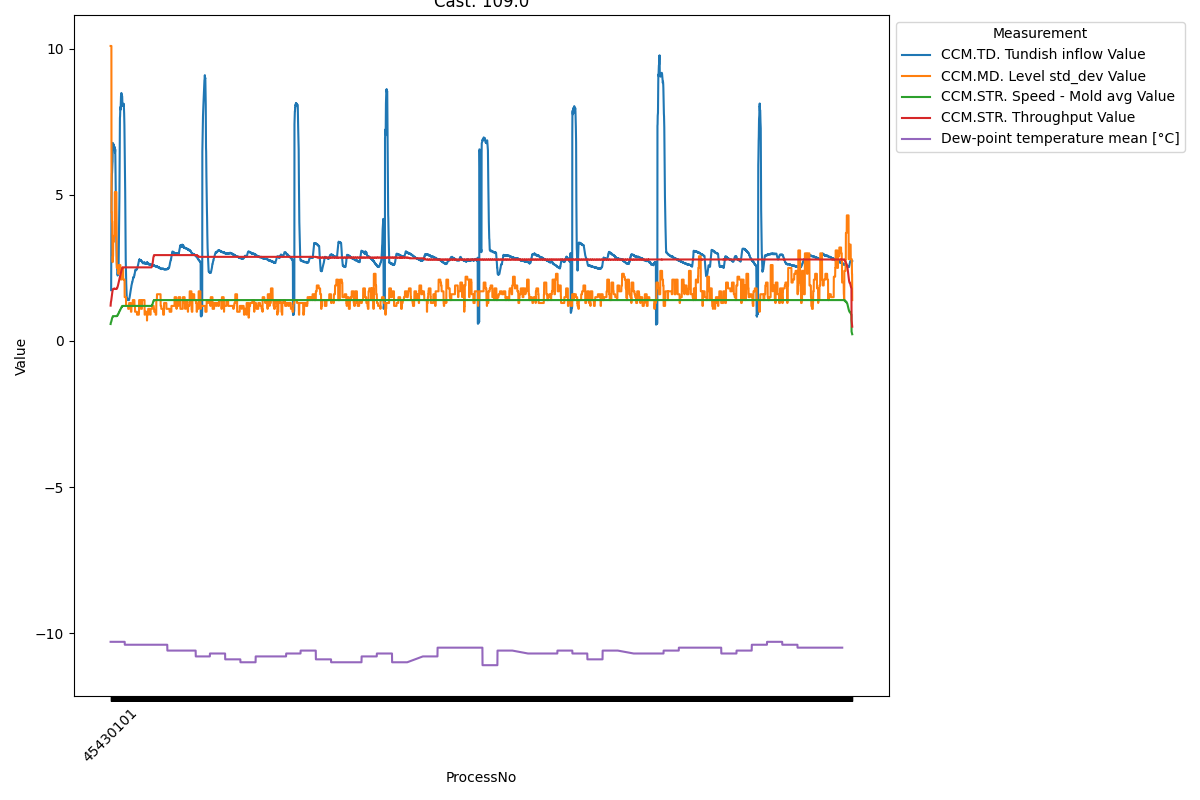 Cast: 109.0
Measurement
CCM.TD. Tundish inflow Value
CCM.MD. Level std_dev Value
CCM.STR. Speed - Mold avg Value
CCM.STR. Throughput Value
Dew-point temperature mean [°C]
10
5
0
−5
−10
Value
45430101
ProcessNo